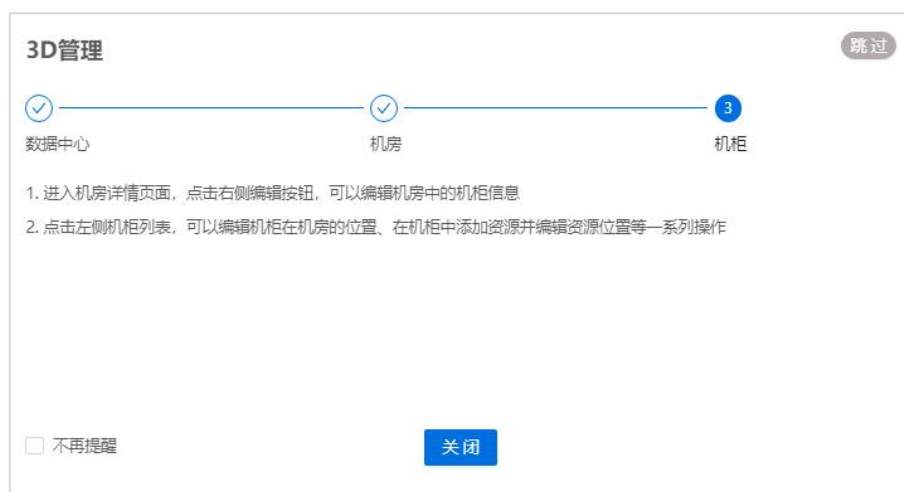 3D管理
跳过
3
数据中心
机房
机柜
1. 进入机房详情页面，点击右侧编辑按钮，可以编辑机房中的机柜信息
2. 点击左侧机柜列表，可以编辑机柜在机房的位置、在机柜中添加资源并编辑资源位置等一系列操作
不再提醒
关闭